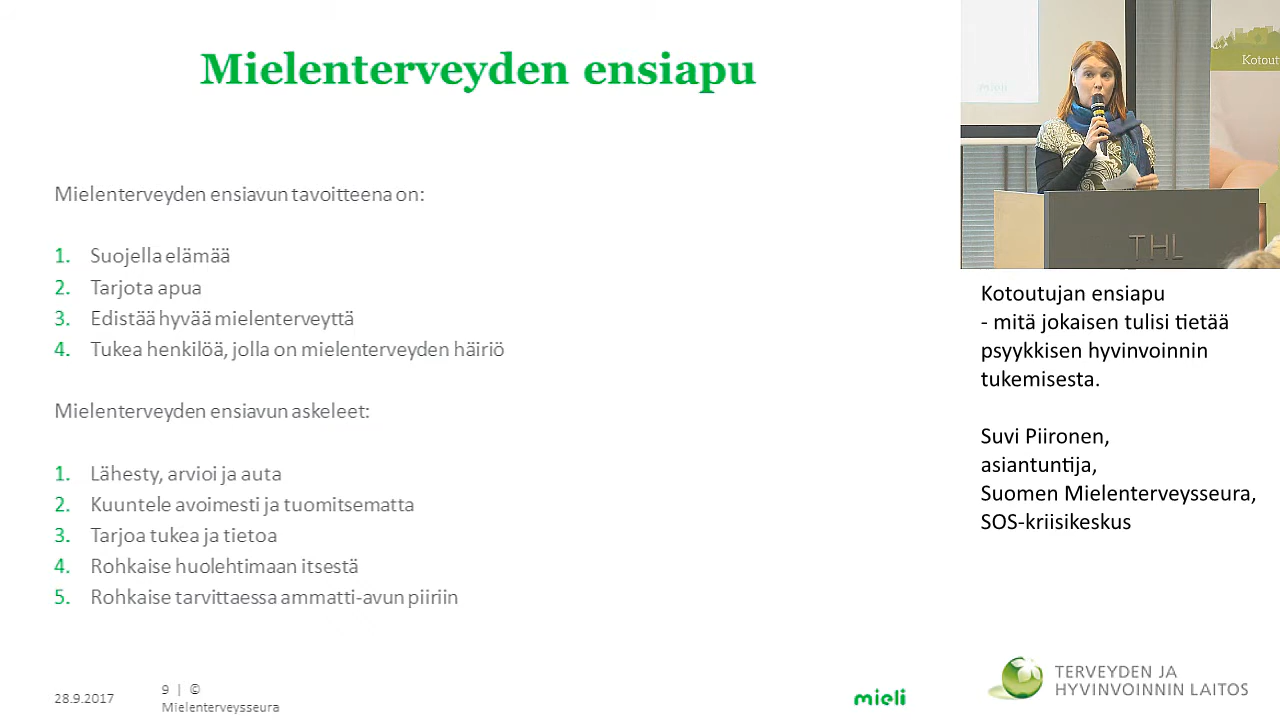 Mielenterveyden ensiapu
Mielenterveyden ensiavun tavoitteena on:
1. Suojella elämää
2. Tarjota apua
3. Edistää hyvää mielenterveyttä
4. Tukea henkilöä, jolla on mielenterveyden häiriö
Mielenterveyden ensiavun askeleet:
1. Lähesty, arvioi ja auta
2. Kuuntele avoimesti ja tuomitsematta
3. Tarjoa tukea ja tietoa
4. Rohkaise huolehtimaan itsestä
5. Rohkaise tarvittaessa ammatti-avun piiriin
28.9.2017
9 | ©
Mielenterveysseura
mieli
mieli
Kotout
THL
Kotoutujan ensiapu
- mitä jokaisen tulisi tietää
psyykkisen hyvinvoinnin
tukemisesta.
Suvi Piironen,
asiantuntija,
Suomen Mielenterveysseura,
SOS-kriisikeskus
TERVEYDEN JA
HYVINVOINNIN LAITOS